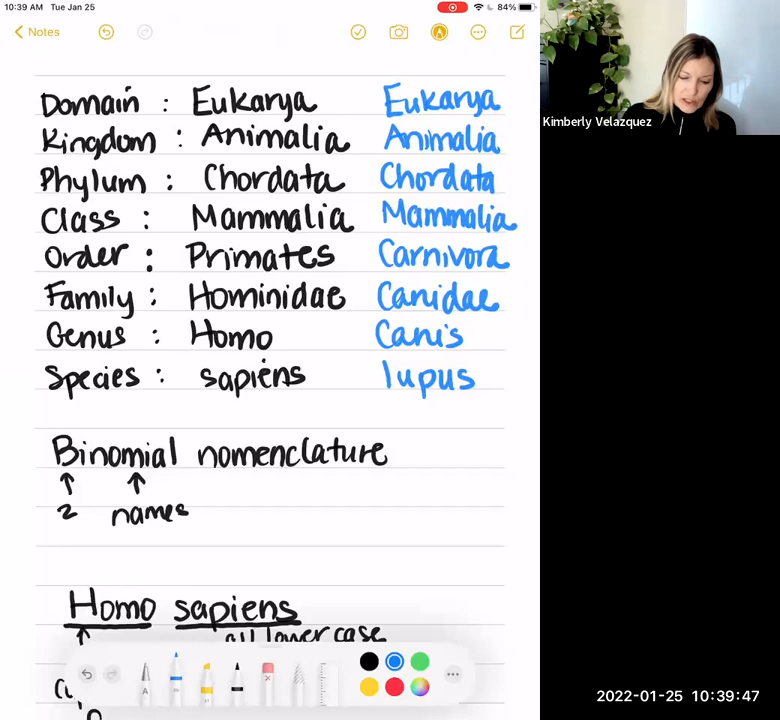 10:39 AM Tue Jan 25
84%
Notes
Domain : Eukarya Eukarya
Kingdom : Animalia Animalia
Phylum : Chordata Chordata
Class : Mammalia Mammalia
Order : Primates Carnivora
Family : Hominidae Canidae
Genus : Homo Canis
Species : sapiens lupus
Binomial nomenclature
2 names
Homo sapiens
all lower case
Kimberly Velazquez
2022-01-25 10:39:47